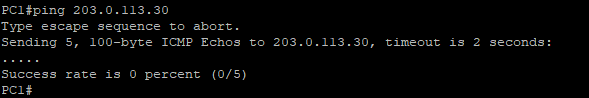 PC1#ping 203.0.113.30
Type escape sequence to abort.
Sending 5, 100-byte ICMP Echos to 203.0.113.30, timeout is 2 seconds:
.....
Success rate is 0 percent (0/5)
PC1#